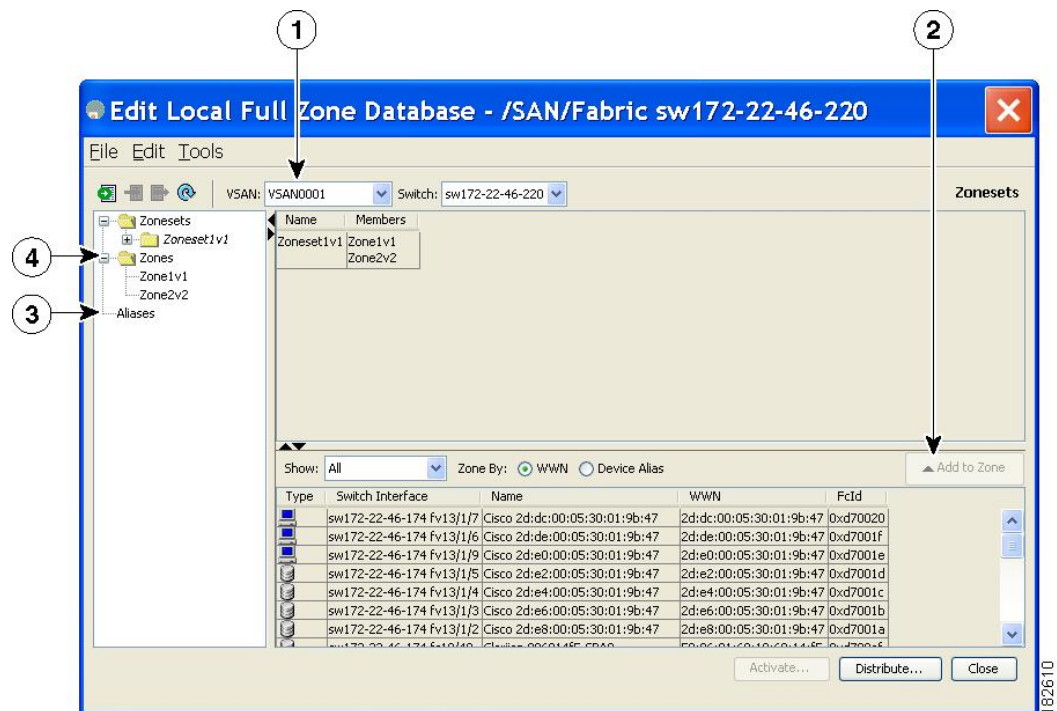 1
2
Edit Local Full Zone Database - /SAN/Fabric sw172-22-46-220
File Edit Tools
VSAN: VSAN0001 Switch: sw172-22-46-220 Zonesets
Zonesets
Zoneset1v1
Zones
Zone1v1
Zone2v2
Aliases
4
3
Name Members
Zoneset1v1 Zone1v1
Zone2v2
Show: All Zone By: WWN Device Alias Add to Zone
Type Switch Interface Name WWN FcId
sw172-22-46-174 fv13/1/7 Cisco 2d:dc:00:05:30:01:9b:47 2d:dc:00:05:30:01:9b:47 0xd70020
sw172-22-46-174 fv13/1/6 Cisco 2d:de:00:05:30:01:9b:47 2d:de:00:05:30:01:9b:47 0xd7001f
sw172-22-46-174 fv13/1/9 Cisco 2d:e0:00:05:30:01:9b:47 2d:e0:00:05:30:01:9b:47 0xd7001e
sw172-22-46-174 fv13/1/5 Cisco 2d:e2:00:05:30:01:9b:47 2d:e2:00:05:30:01:9b:47 0xd7001d
sw172-22-46-174 fv13/1/4 Cisco 2d:e4:00:05:30:01:9b:47 2d:e4:00:05:30:01:9b:47 0xd7001c
sw172-22-46-174 fv13/1/3 Cisco 2d:e6:00:05:30:01:9b:47 2d:e6:00:05:30:01:9b:47 0xd7001b
sw172-22-46-174 fv13/1/2 Cisco 2d:e8:00:05:30:01:9b:47 2d:e8:00:05:30:01:9b:47 0xd7001a
Activate... Distribute... Close
182610